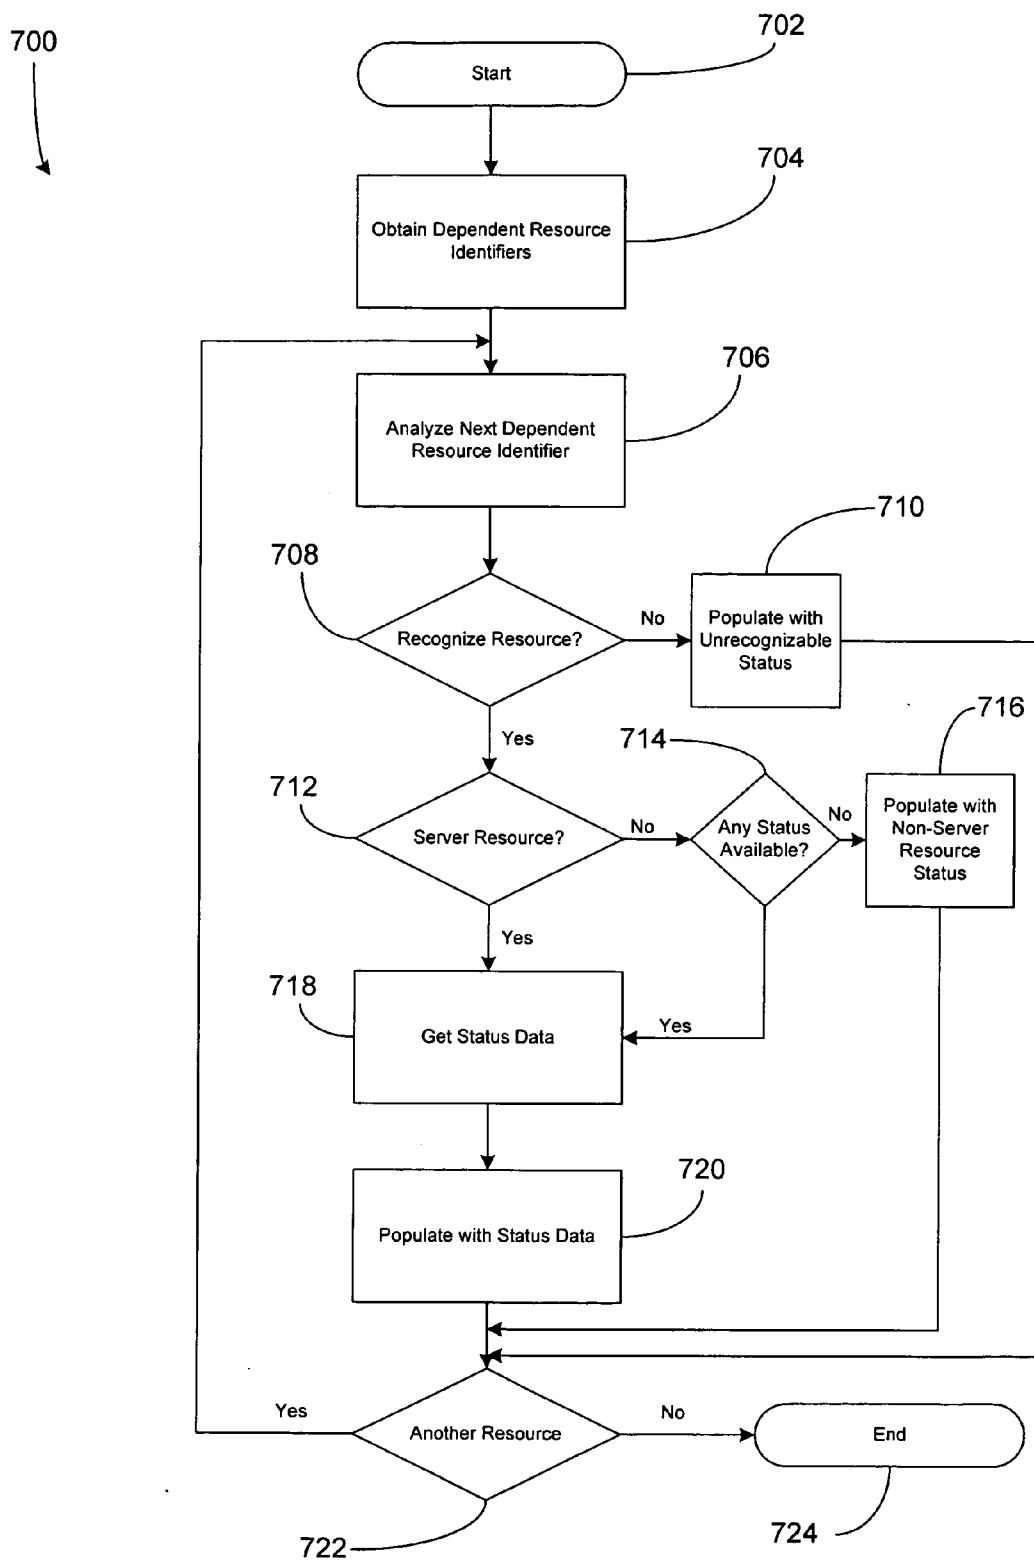 700
702
Start
704
Obtain Dependent Resource
Identifiers
706
Analyze Next Dependent
Resource Identifier
708
Recognize Resource?
No
710
Populate with
Unrecognizable
Status
Yes
712
Server Resource?
No
714
Any Status
Available?
No
716
Populate with
Non-Server
Resource
Status
Yes
718
Get Status Data
Yes
720
Populate with Status Data
Yes
Another Resource
No
End
722
724